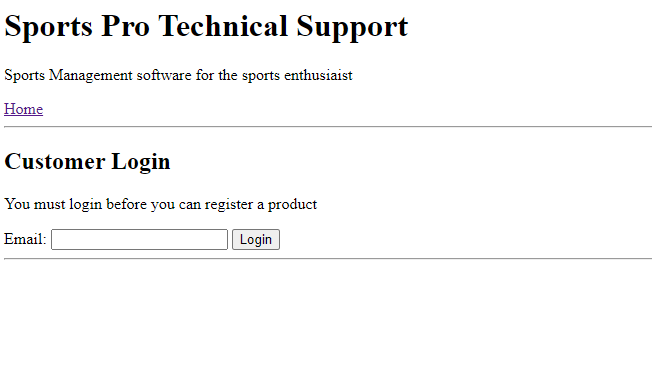 Sports Pro Technical Support
Sports Management software for the sports enthusiaist
Home
Customer Login
You must login before you can register a product
Email: Login